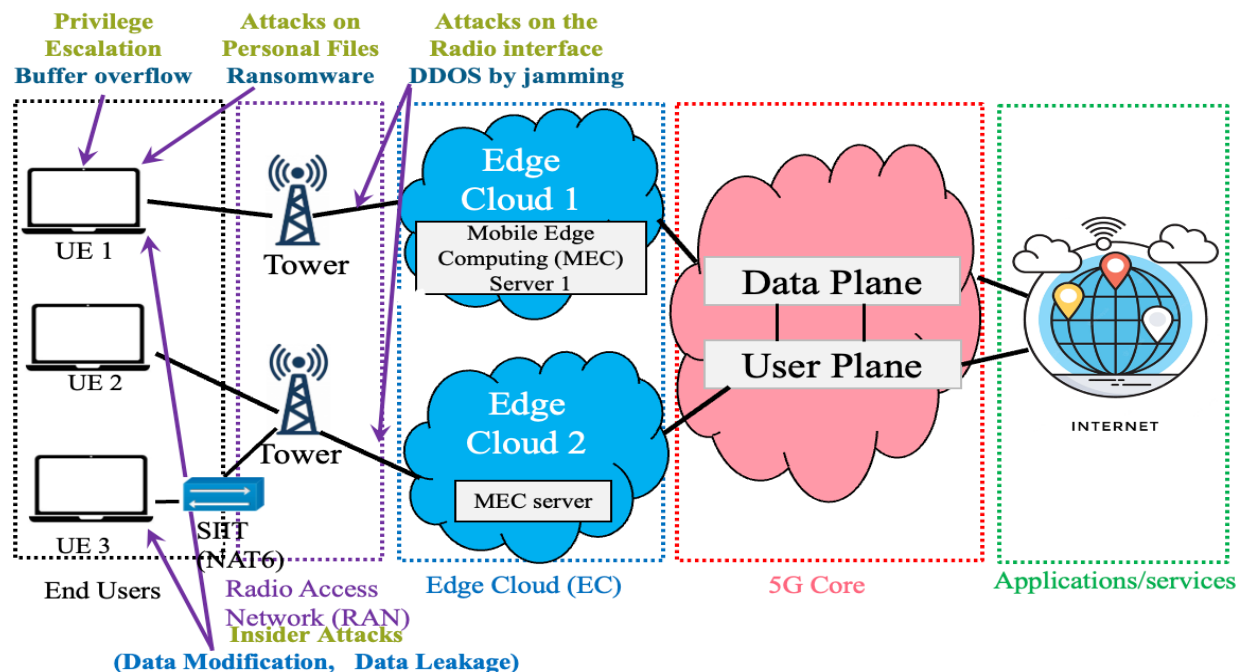 Privilege
Escalation
Buffer overflow
Attacks on
Personal Files
Ransomware
Attacks on the
Radio interface
DDOS by jamming
UE 1
UE 2
UE 3
Tower
Tower
SIIT
(NAT6)
Edge
Cloud 1
Mobile Edge
Computing (MEC)
Server 1
Edge
Cloud 2
MEC server
Data Plane
User Plane
INTERNET
End Users
Radio Access
Network (RAN)
Edge Cloud (EC)
5G Core
Applications/services
Insider Attacks
(Data Modification, Data Leakage)